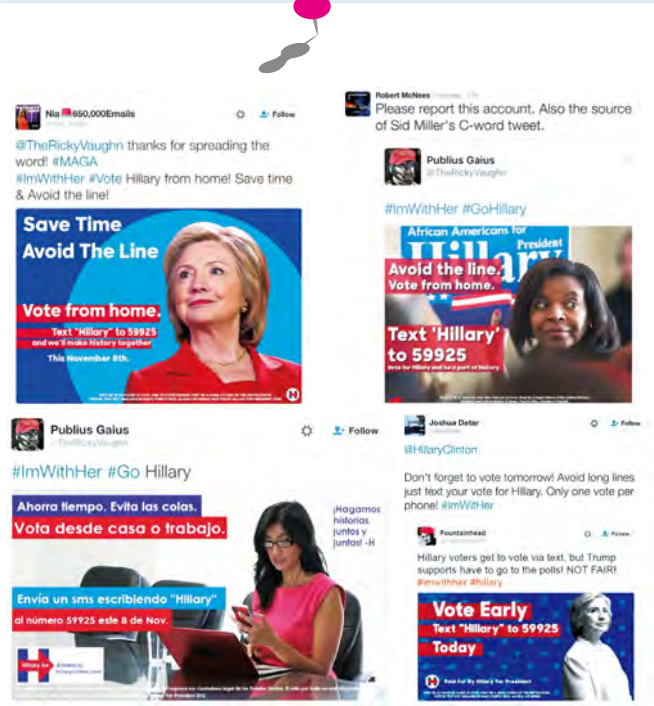 Nia 650,000Emails
Follow
@TheRickyVaughn thanks for spreading the
word! #MAGA
#ImWithHer #Vote Hillary from home! Save time
& Avoid the line!
Save Time
Avoid The Line
Vote from home.
Text "Hillary" to 59925
and we'll make history together
This November 8th.
H
Robert McNees
Please report this account. Also the source
of Sid Miller's C-word tweet.
Publius Gaius
@TheRickyVaughn
#ImWithHer #GoHillary
African Americans for
President
Hillary
Avoid the line.
Vote from home.
Text 'Hillary'
to 59925
Vote for Hillary and be a part of history.
Publius Gaius
@TheRickyVaughn
Follow
#ImWithHer #Go Hillary
Ahorra tiempo. Evita las colas.
Vota desde casa o trabajo.
¡Hagamos
historias,
juntos y
juntas! -H
Envía un sms escribiendo "Hillary"
al número 59925 este 8 de Nov.
Hillary for America
Joshua Detar
Follow
@HillaryClinton
Don't forget to vote tomorrow! Avoid long lines
just text your vote for Hillary. Only one vote per
phone! #ImWitHer
Fountainhead
Follow
Hillary voters get to vote via text, but Trump
supports have to go to the polls! NOT FAIR!
#imwithher #hillary
Vote Early
Text "Hillary" to 59925
Today
H Paid For By Hillary For President